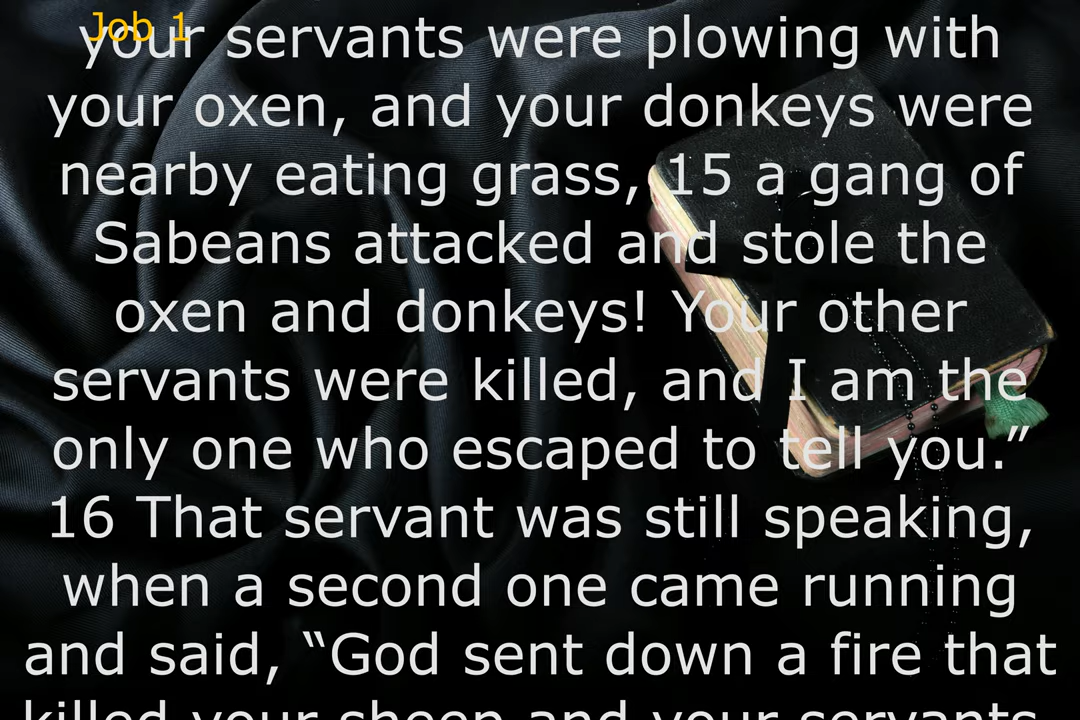 Job 1
your servants were plowing with
your oxen, and your donkeys were
nearby eating grass, 15 a gang of
Sabeans attacked and stole the
oxen and donkeys! Your other
servants were killed, and I am the
only one who escaped to tell you.”
16 That servant was still speaking,
when a second one came running
and said, “God sent down a fire that
killed your sheep and your servants.